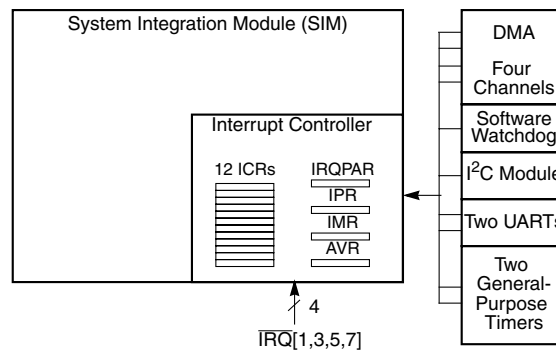 System Integration Module (SIM)
Interrupt Controller
12 ICRs
IRQPAR
IPR
IMR
AVR
4
IRQ[1,3,5,7]
DMA
Four
Channels
Software
Watchdog
I²C Module
Two UARTs
Two
General-
Purpose
Timers